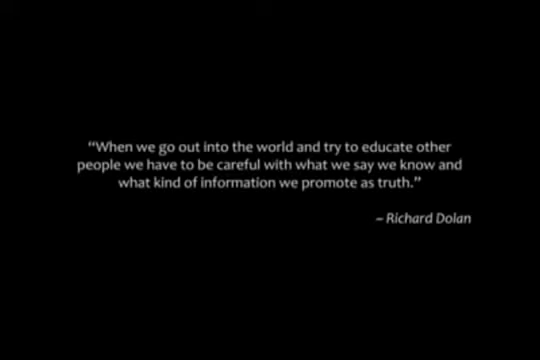 “When we go out into the world and try to educate other
people we have to be careful with what we say we know and
what kind of information we promote as truth.”
– Richard Dolan